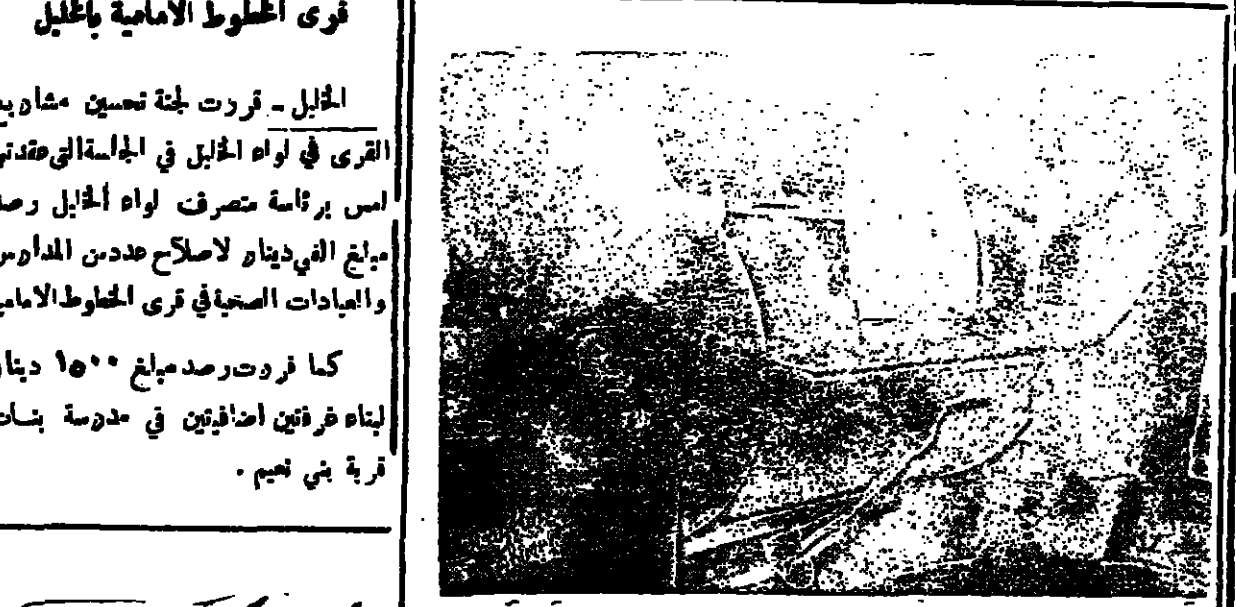 قرى الخطوط الامامية بالخليل
الخليل ـ قررت لجنة تحسين مشاريع
القرى في لواء الخليل في الجلسة التي عقدتها
امس برئاسة متصرف لواء الخليل رصد
مبلغ الفي دينار لاصلاح عدد من المدارس
والعيادات الصحية في قرى الخطوط الامامية
كما قررت رصد مبلغ ١٥٠٠ دينار
لبناء غرفتين اضافيتين في مدرسة بنات
قرية بني نعيم .